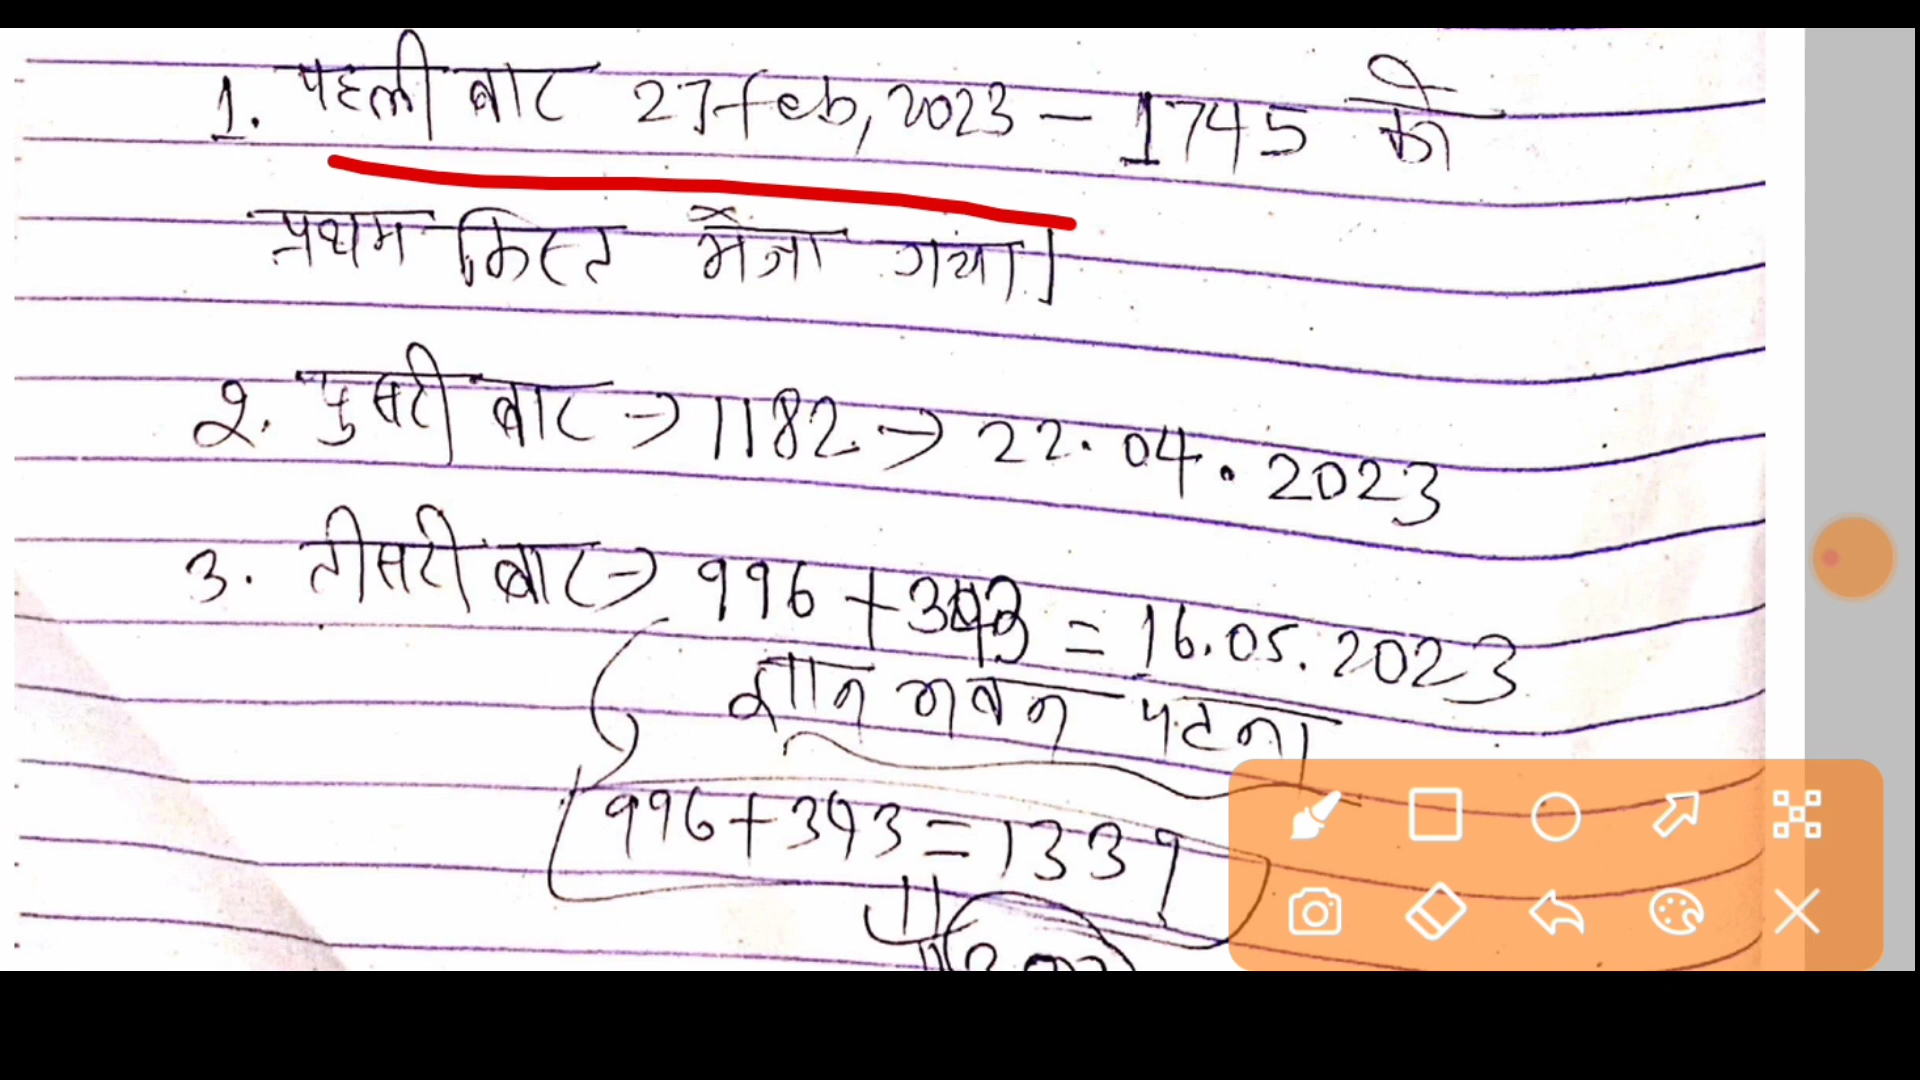 1. पहली बार 27 Feb, 2023 - 1745 को
प्रथम किस्त भेजा गया।
2. दुसरी बार → 1182 → 22.04.2023
3. तीसरी बार → 996 + 343 = 16.05.2023
ज्ञान भवन पटना
996 + 343 = 1339